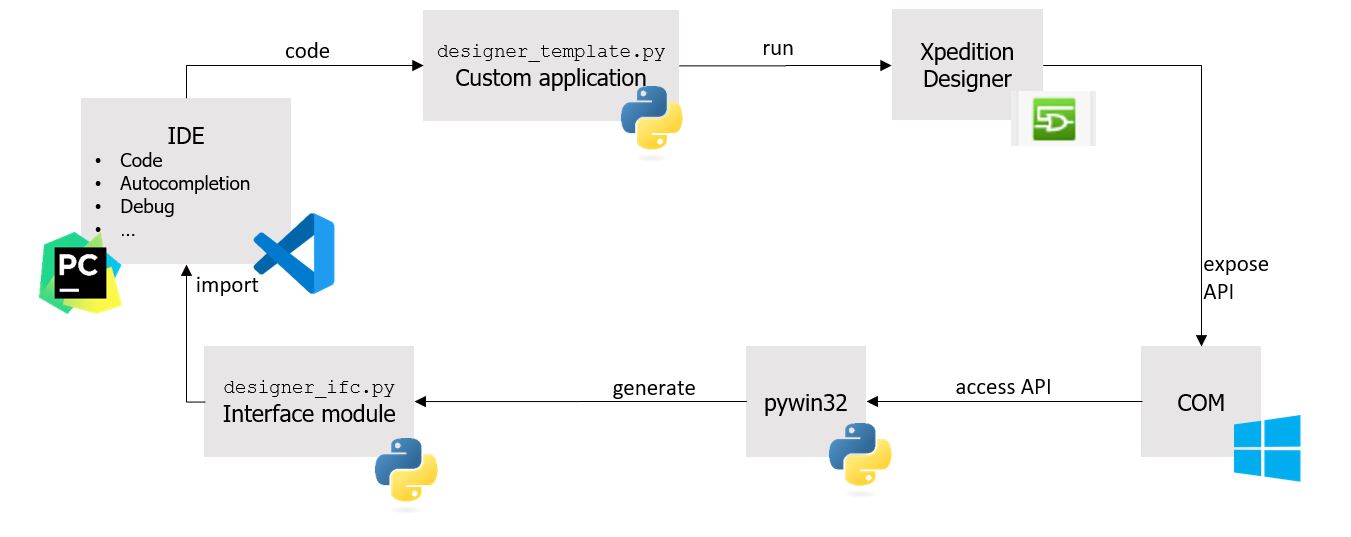 code
designer_template.py
Custom application
run
Xpedition
Designer
IDE
• Code
• Autocompletion
• Debug
• ...
PC
import
expose
API
designer_ifc.py
Interface module
generate
pywin32
access API
COM